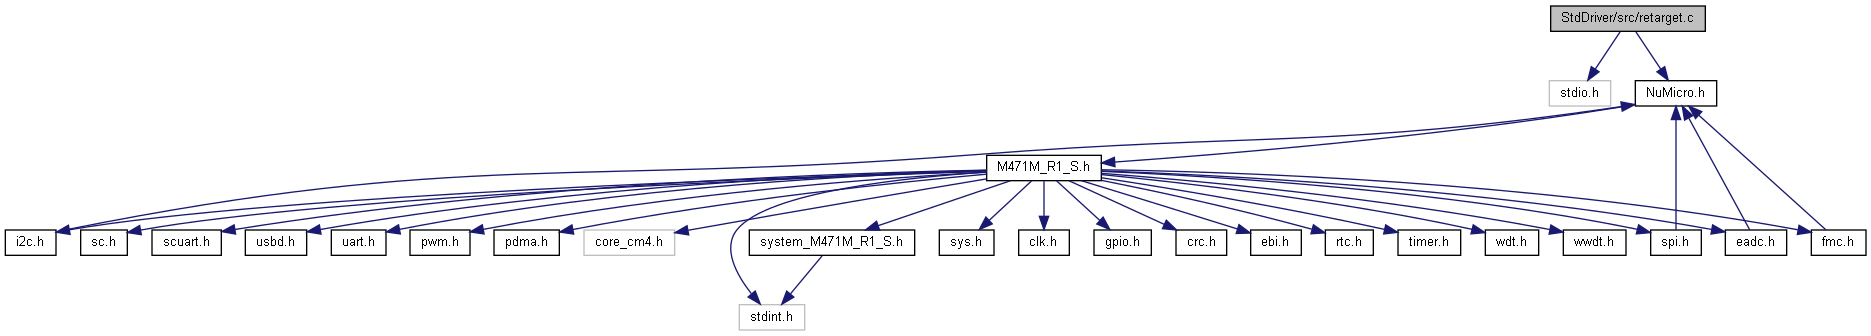 StdDriver/src/retarget.c
stdio.h
NuMicro.h
M471M_R1_S.h
i2c.h
sc.h
scuart.h
usbd.h
uart.h
pwm.h
pdma.h
core_cm4.h
system_M471M_R1_S.h
sys.h
clk.h
gpio.h
crc.h
ebi.h
rtc.h
timer.h
wdt.h
wwdt.h
spi.h
eadc.h
fmc.h
stdint.h